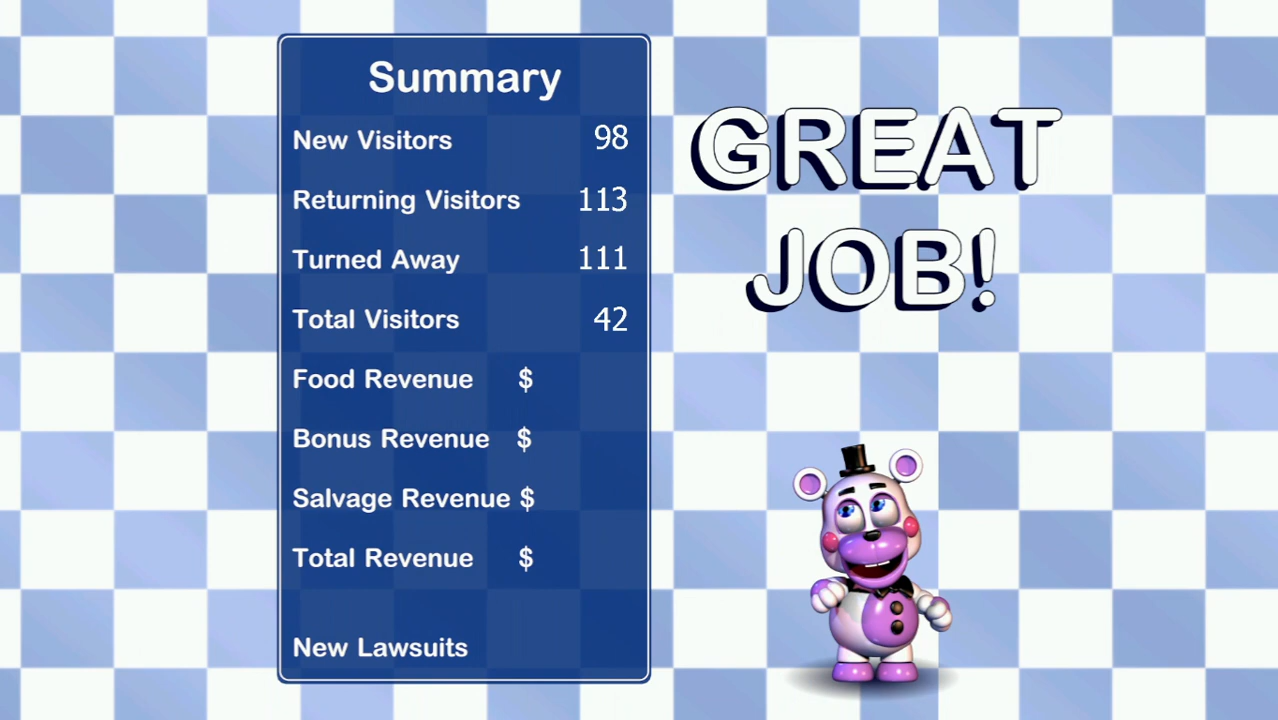 Summary
New Visitors 98
Returning Visitors 113
Turned Away 111
Total Visitors 42
Food Revenue $
Bonus Revenue $
Salvage Revenue $
Total Revenue $
New Lawsuits
GREAT
JOB!